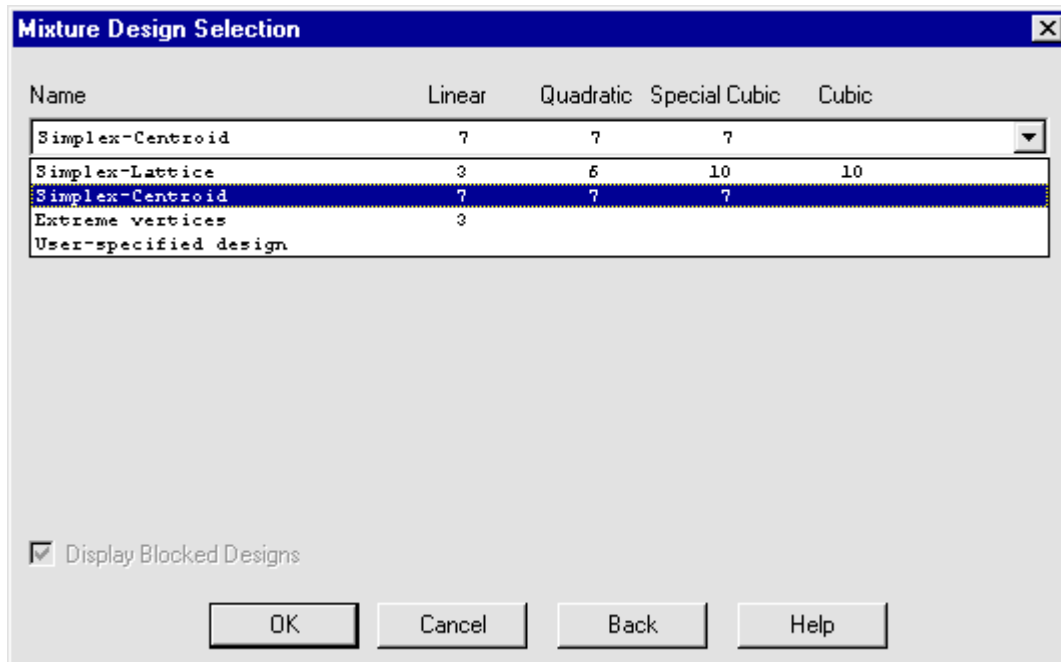 Mixture Design Selection
Name Linear Quadratic Special Cubic Cubic
Simplex-Centroid 7 7 7
Simplex-Lattice 3 6 10 10
Simplex-Centroid 7 7 7
Extreme vertices 3
User-specified design
Display Blocked Designs
OK Cancel Back Help